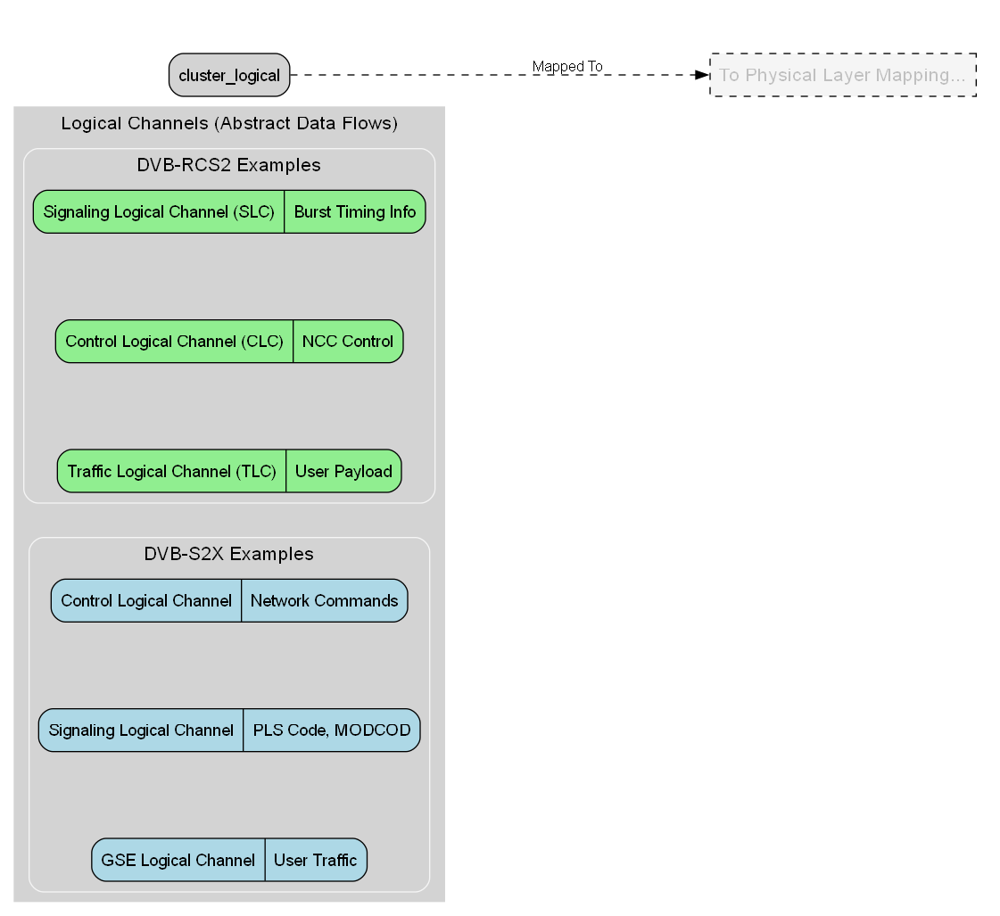 cluster_logical
Mapped To
To Physical Layer Mapping...
Logical Channels (Abstract Data Flows)
DVB-RCS2 Examples
Signaling Logical Channel (SLC) Burst Timing Info
Control Logical Channel (CLC) NCC Control
Traffic Logical Channel (TLC) User Payload
DVB-S2X Examples
Control Logical Channel Network Commands
Signaling Logical Channel PLS Code, MODCOD
GSE Logical Channel User Traffic